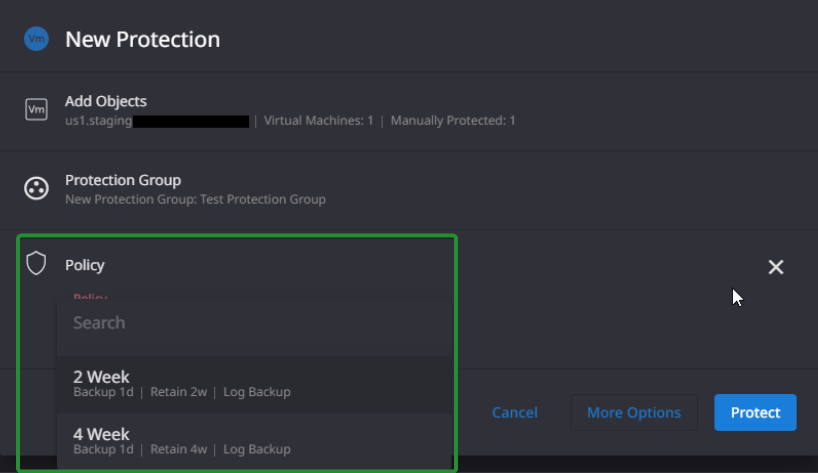 Vm New Protection
Vm Add Objects
us1.staging | Virtual Machines: 1 | Manually Protected: 1
Protection Group
New Protection Group: Test Protection Group
Policy
Policy
Search
2 Week
Backup 1d | Retain 2w | Log Backup
4 Week
Backup 1d | Retain 4w | Log Backup
Cancel More Options Protect